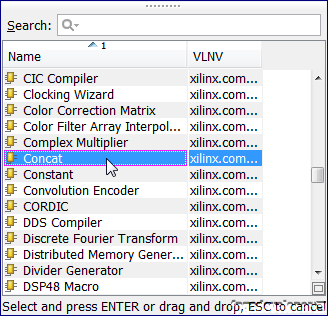 Search:
Name 1 VLNV
CIC Compiler xilinx.com...
Clocking Wizard xilinx.com...
Color Correction Matrix xilinx.com...
Color Filter Array Interpol... xilinx.com...
Complex Multiplier xilinx.com...
Concat xilinx.com...
Constant xilinx.com...
Convolution Encoder xilinx.com...
CORDIC xilinx.com...
DDS Compiler xilinx.com...
Discrete Fourier Transform xilinx.com...
Distributed Memory Gener... xilinx.com...
Divider Generator xilinx.com...
DSP48 Macro xilinx.com...
Select and press ENTER or drag and drop, ESC to cancel